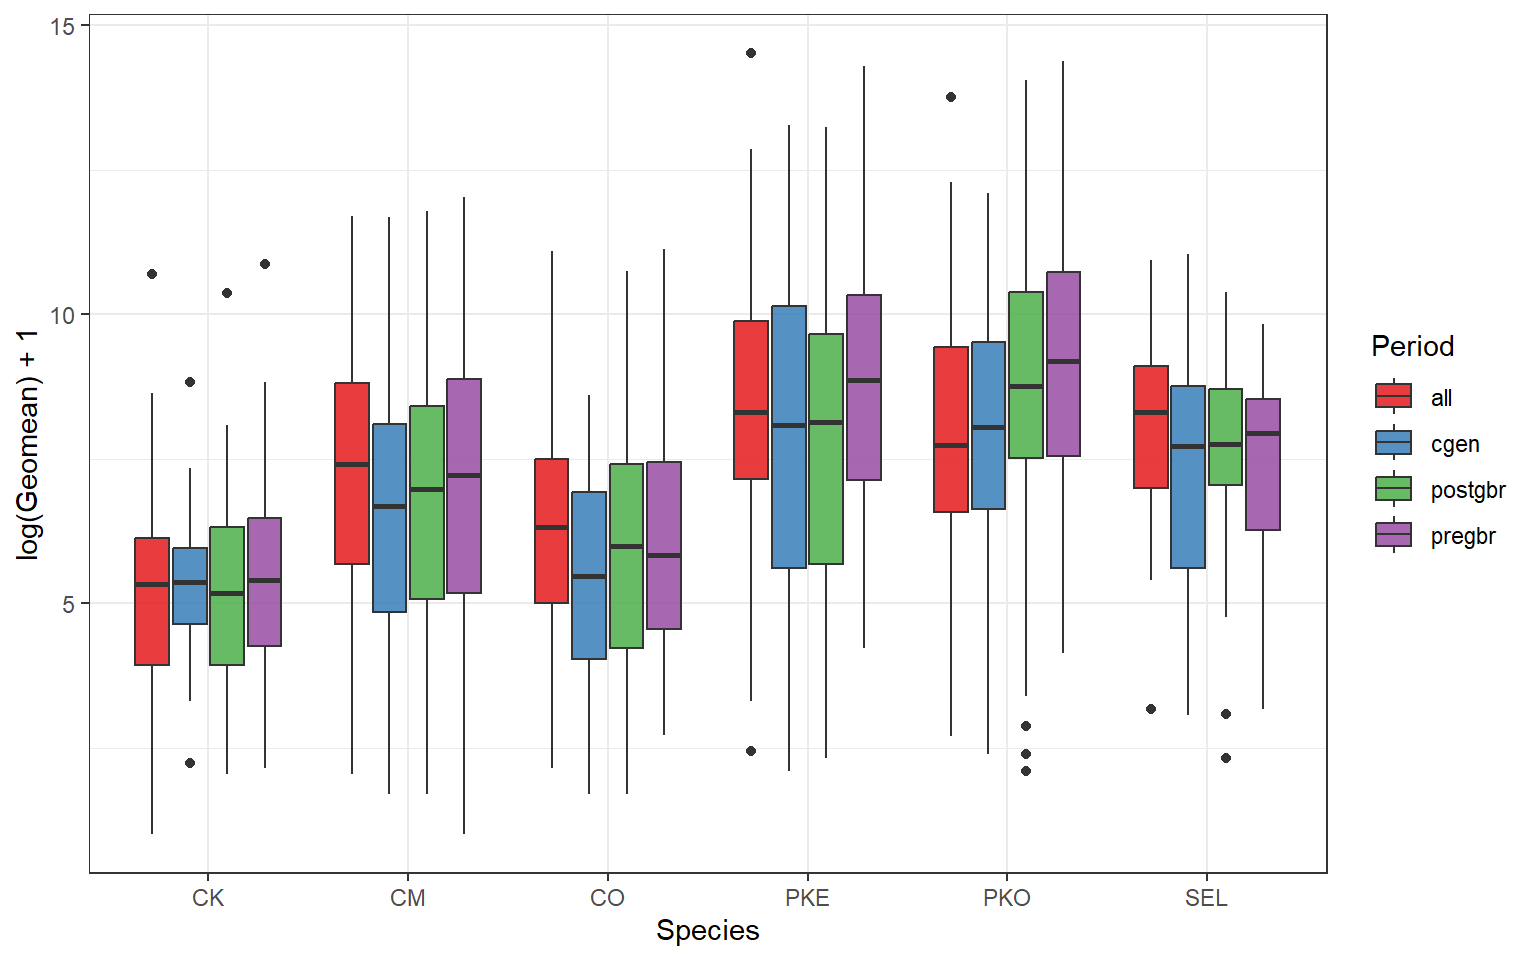 15
10
5
log(Geomean) + 1
CK CM CO PKE PKO SEL
Species
Period
all
cgen
postgbr
pregbr